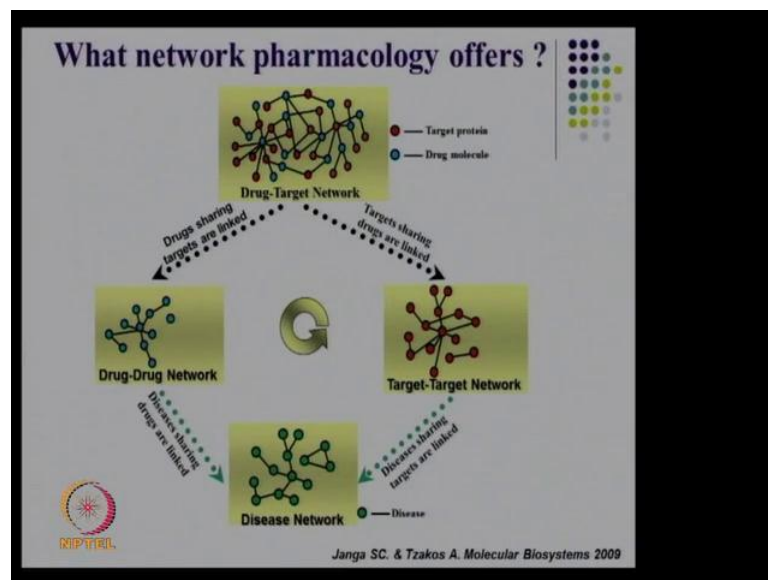 What network pharmacology offers ?
Target protein
Drug molecule
Drug-Target Network
Drugs sharing
targets are linked
Targets sharing
drugs are linked
Drug-Drug Network
Target-Target Network
Diseases sharing
drugs are linked
Diseases sharing
targets are linked
Disease Network
Disease
NPTEL
Janga SC. & Tzakos A. Molecular Biosystems 2009